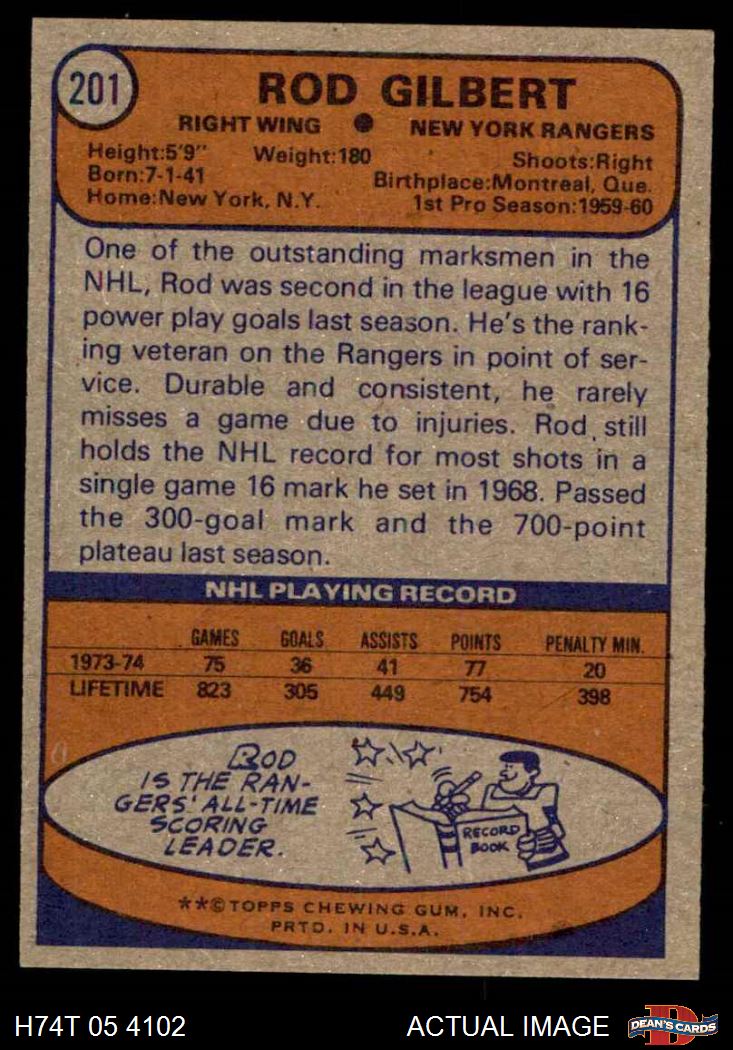 201
ROD GILBERT
RIGHT WING ● NEW YORK RANGERS
Height:5'9" Weight:180 Shoots:Right
Born:7-1-41 Birthplace:Montreal, Que.
Home:New York, N.Y. 1st Pro Season:1959-60
One of the outstanding marksmen in the
NHL, Rod was second in the league with 16
power play goals last season. He's the rank-
ing veteran on the Rangers in point of ser-
vice. Durable and consistent, he rarely
misses a game due to injuries. Rod still
holds the NHL record for most shots in a
single game 16 mark he set in 1968. Passed
the 300-goal mark and the 700-point
plateau last season.
NHL PLAYING RECORD
GAMES GOALS ASSISTS POINTS PENALTY MIN.
1973-74 75 36 41 77 20
LIFETIME 823 305 449 754 398
ROD
IS THE RAN-
GERS' ALL-TIME
SCORING
LEADER.
RECORD
BOOK
**©TOPPS CHEWING GUM, INC.
PRTD. IN U.S.A.
H74T 05 4102 ACTUAL IMAGE
D
DEAN'S CARDS